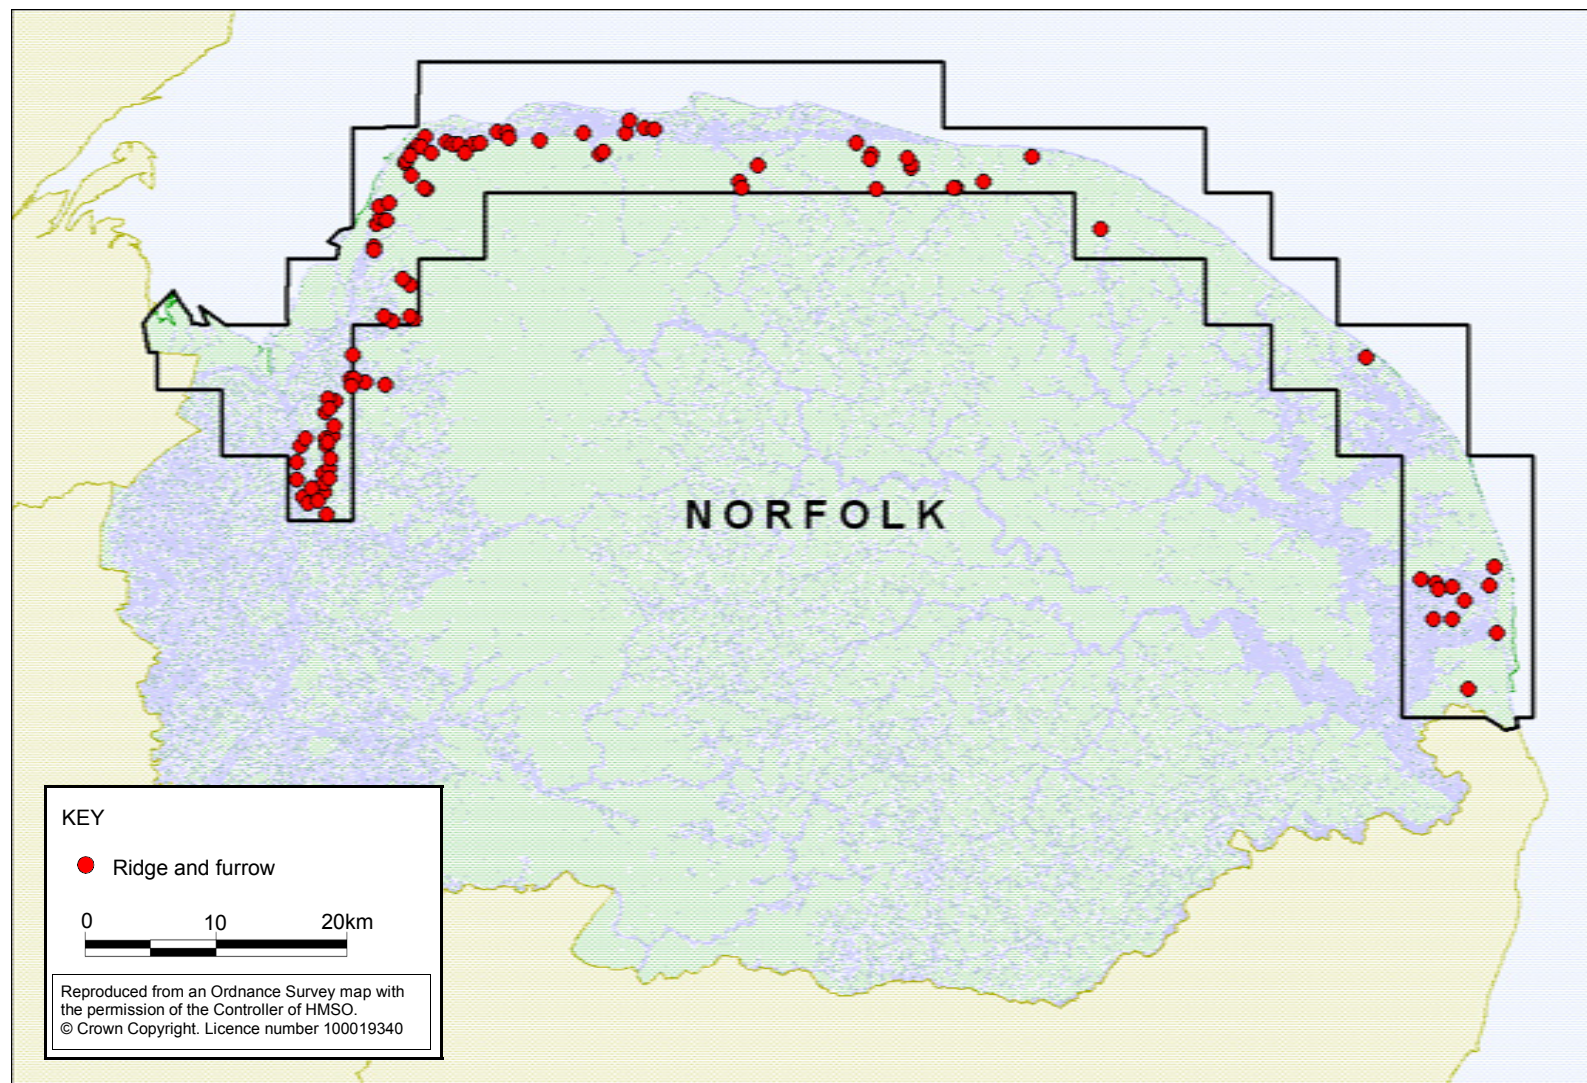 NORFOLK
KEY
Ridge and furrow
0 10 20km
Reproduced from an Ordnance Survey map with
the permission of the Controller of HMSO.
© Crown Copyright. Licence number 100019340